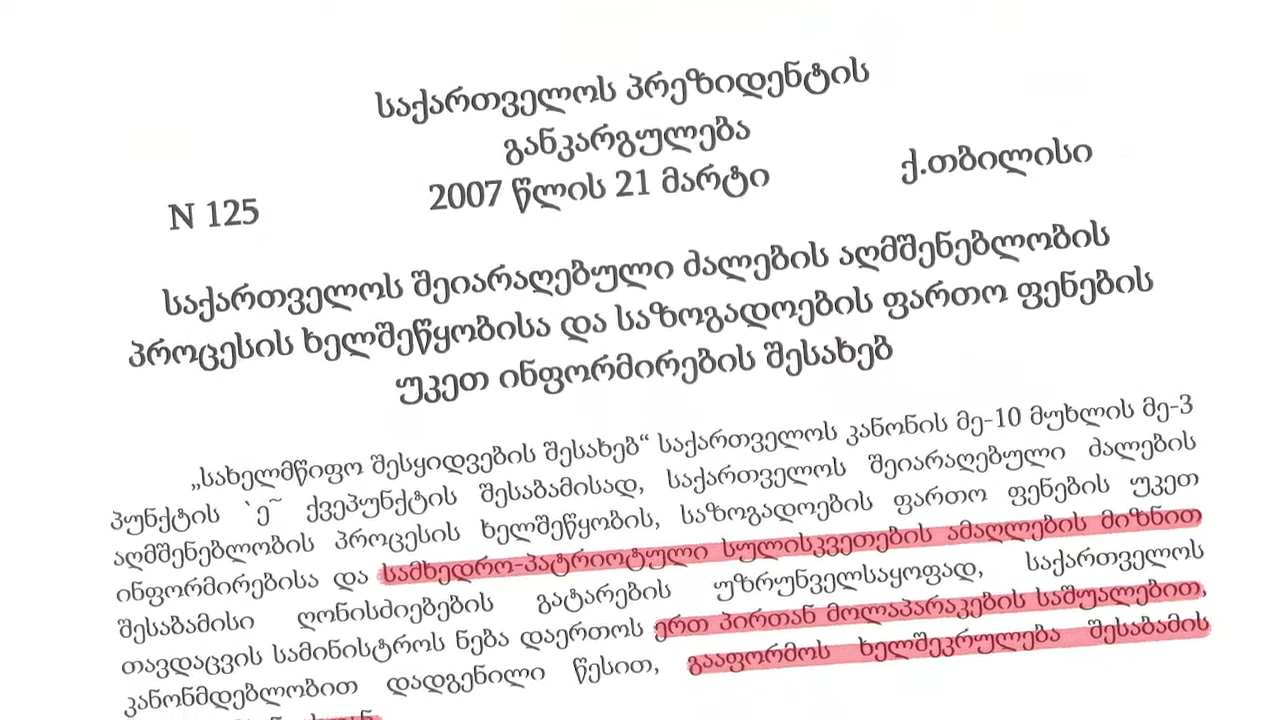 საქართველოს პრეზიდენტის
განკარგულება
N 125 2007 წლის 21 მარტი ქ.თბილისი
საქართველოს შეიარაღებული ძალების აღმშენებლობის
პროცესის ხელშეწყობისა და საზოგადოების ფართო ფენების
უკეთ ინფორმირების შესახებ
„სახელმწიფო შესყიდვების შესახებ“ საქართველოს კანონის მე-10 მუხლის მე-3
პუნქტის `ე~ ქვეპუნქტის შესაბამისად, საქართველოს შეიარაღებული ძალების
აღმშენებლობის პროცესის ხელშეწყობის, საზოგადოების ფართო ფენების უკეთ
ინფორმირებისა და სამხედრო-პატრიოტული სულისკვეთების ამაღლების მიზნით
შესაბამისი ღონისძიებების გატარების უზრუნველსაყოფად, საქართველოს
თავდაცვის სამინისტროს ნება დაერთოს ერთ პირთან მოლაპარაკების საშუალებით,
კანონმდებლობით დადგენილი წესით, გააფორმოს ხელშეკრულება შესაბამის